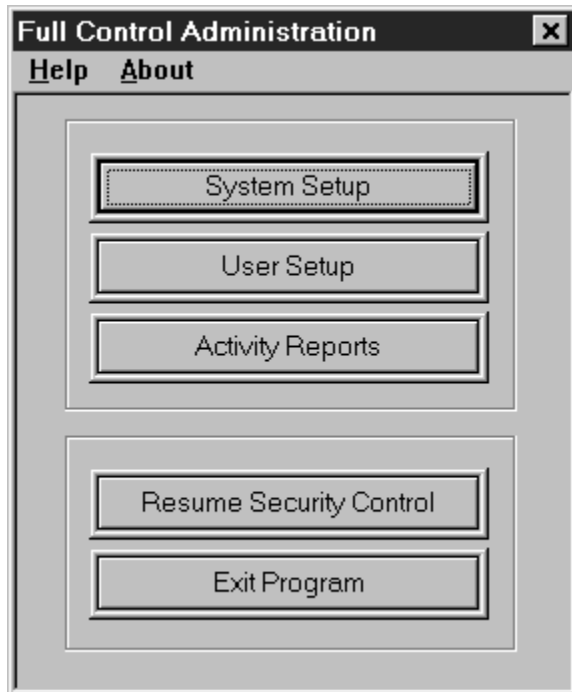 Full Control Administration
Help About
System Setup
User Setup
Activity Reports
Resume Security Control
Exit Program